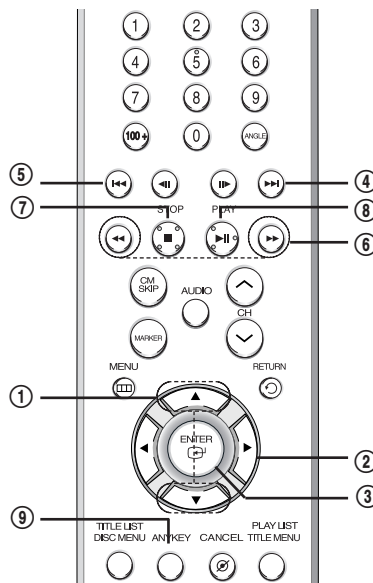 1 2 3
4 5 6
7 8 9
100+ 0 ANGLE
⑤ ④
⑦ STOP PLAY ⑧
⑥
CM
SKIP
AUDIO
CH
MARKER
MENU RETURN
①
ENTER
②
③
⑨
TITLE LIST PLAY LIST
DISC MENU ANYKEY CANCEL TITLE MENU